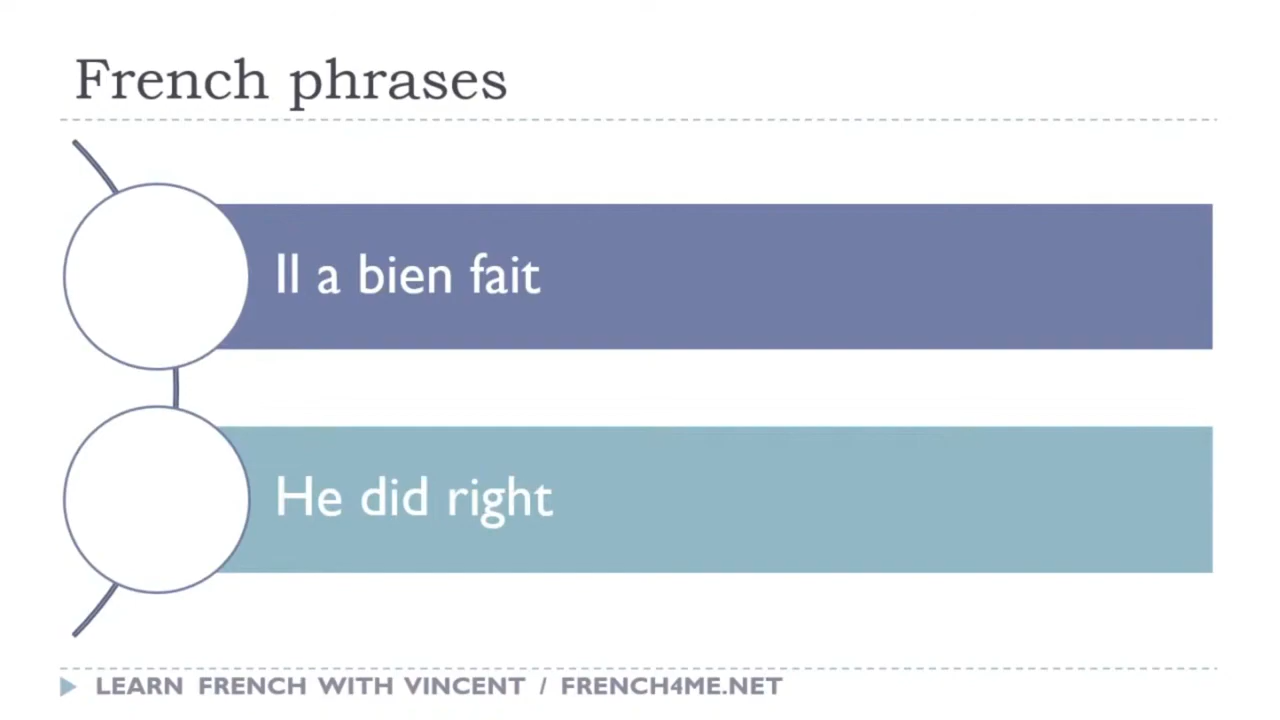 French phrases
Il a bien fait
He did right
LEARN FRENCH WITH VINCENT / FRENCH4ME.NET